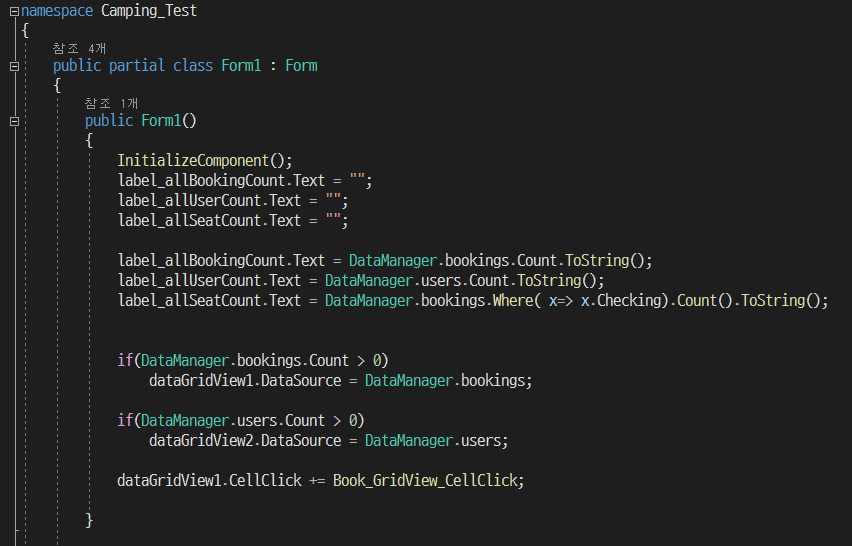 namespace Camping_Test
{
참조 4개
public partial class Form1 : Form
{
참조 1개
public Form1()
{
InitializeComponent();
label_allBookingCount.Text = "";
label_allUserCount.Text = "";
label_allSeatCount.Text = "";
label_allBookingCount.Text = DataManager.bookings.Count.ToString();
label_allUserCount.Text = DataManager.users.Count.ToString();
label_allSeatCount.Text = DataManager.bookings.Where( x=> x.Checking).Count().ToString();
if(DataManager.bookings.Count > 0)
dataGridView1.DataSource = DataManager.bookings;
if(DataManager.users.Count > 0)
dataGridView2.DataSource = DataManager.users;
dataGridView1.CellClick += Book_GridView_CellClick;
}